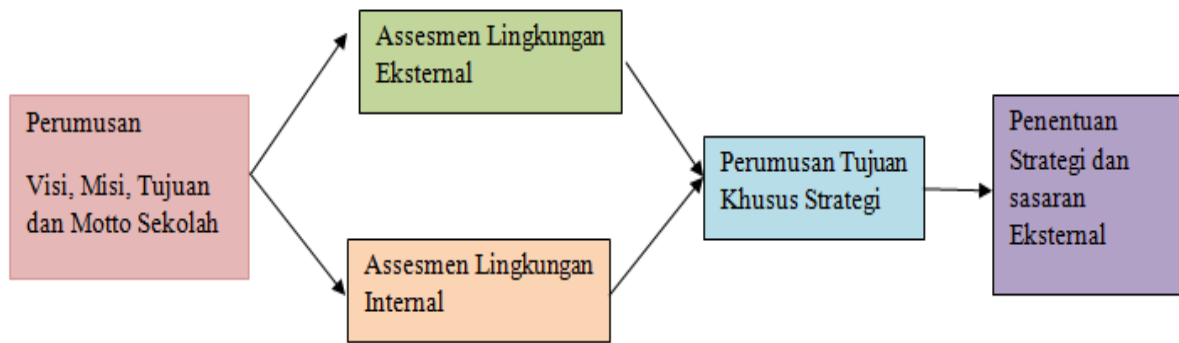 Perumusan
Visi, Misi, Tujuan
dan Motto Sekolah
Assesmen Lingkungan
Eksternal
Assesmen Lingkungan
Internal
Perumusan Tujuan
Khusus Strategi
Penentuan
Strategi dan
sasaran
Eksternal